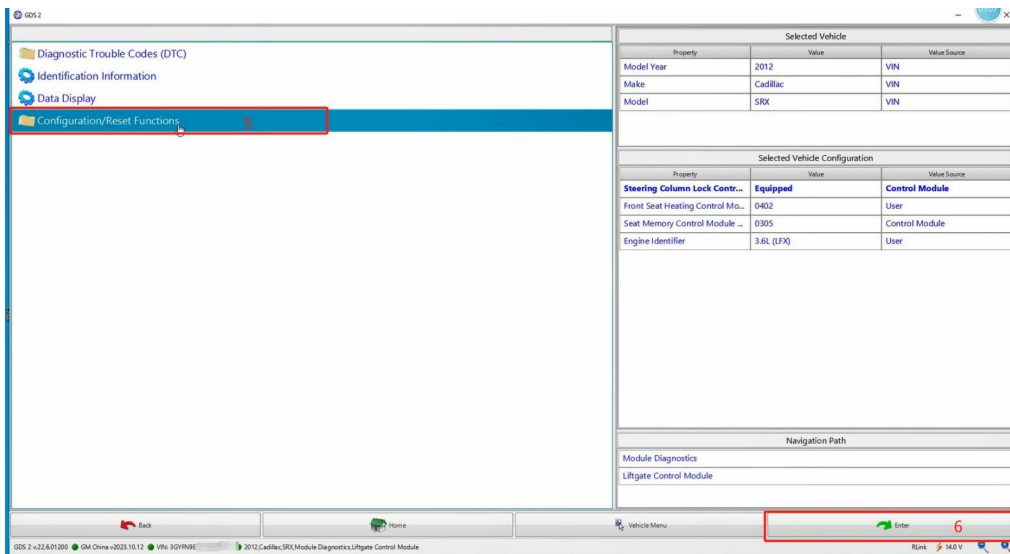 GDS 2
Diagnostic Trouble Codes (DTC)
Identification Information
Data Display
Configuration/Reset Functions 5
Selected Vehicle
Property Value Value Source
Model Year 2012 VIN
Make Cadillac VIN
Model SRX VIN
Selected Vehicle Configuration
Property Value Value Source
Steering Column Lock Contr... Equipped Control Module
Front Seat Heating Control Mo... 0402 User
Seat Memory Control Module ... 0305 Control Module
Engine Identifier 3.6L (LFX) User
Navigation Path
Module Diagnostics
Liftgate Control Module
Back Home Vehicle Menu Enter 6
GDS 2 v.22.6.01200 GM China v2023.10.12 VIN: 3GYFN9E 2012,Cadillac,SRX,Module Diagnostics,Liftgate Control Module RLink 14.0 V